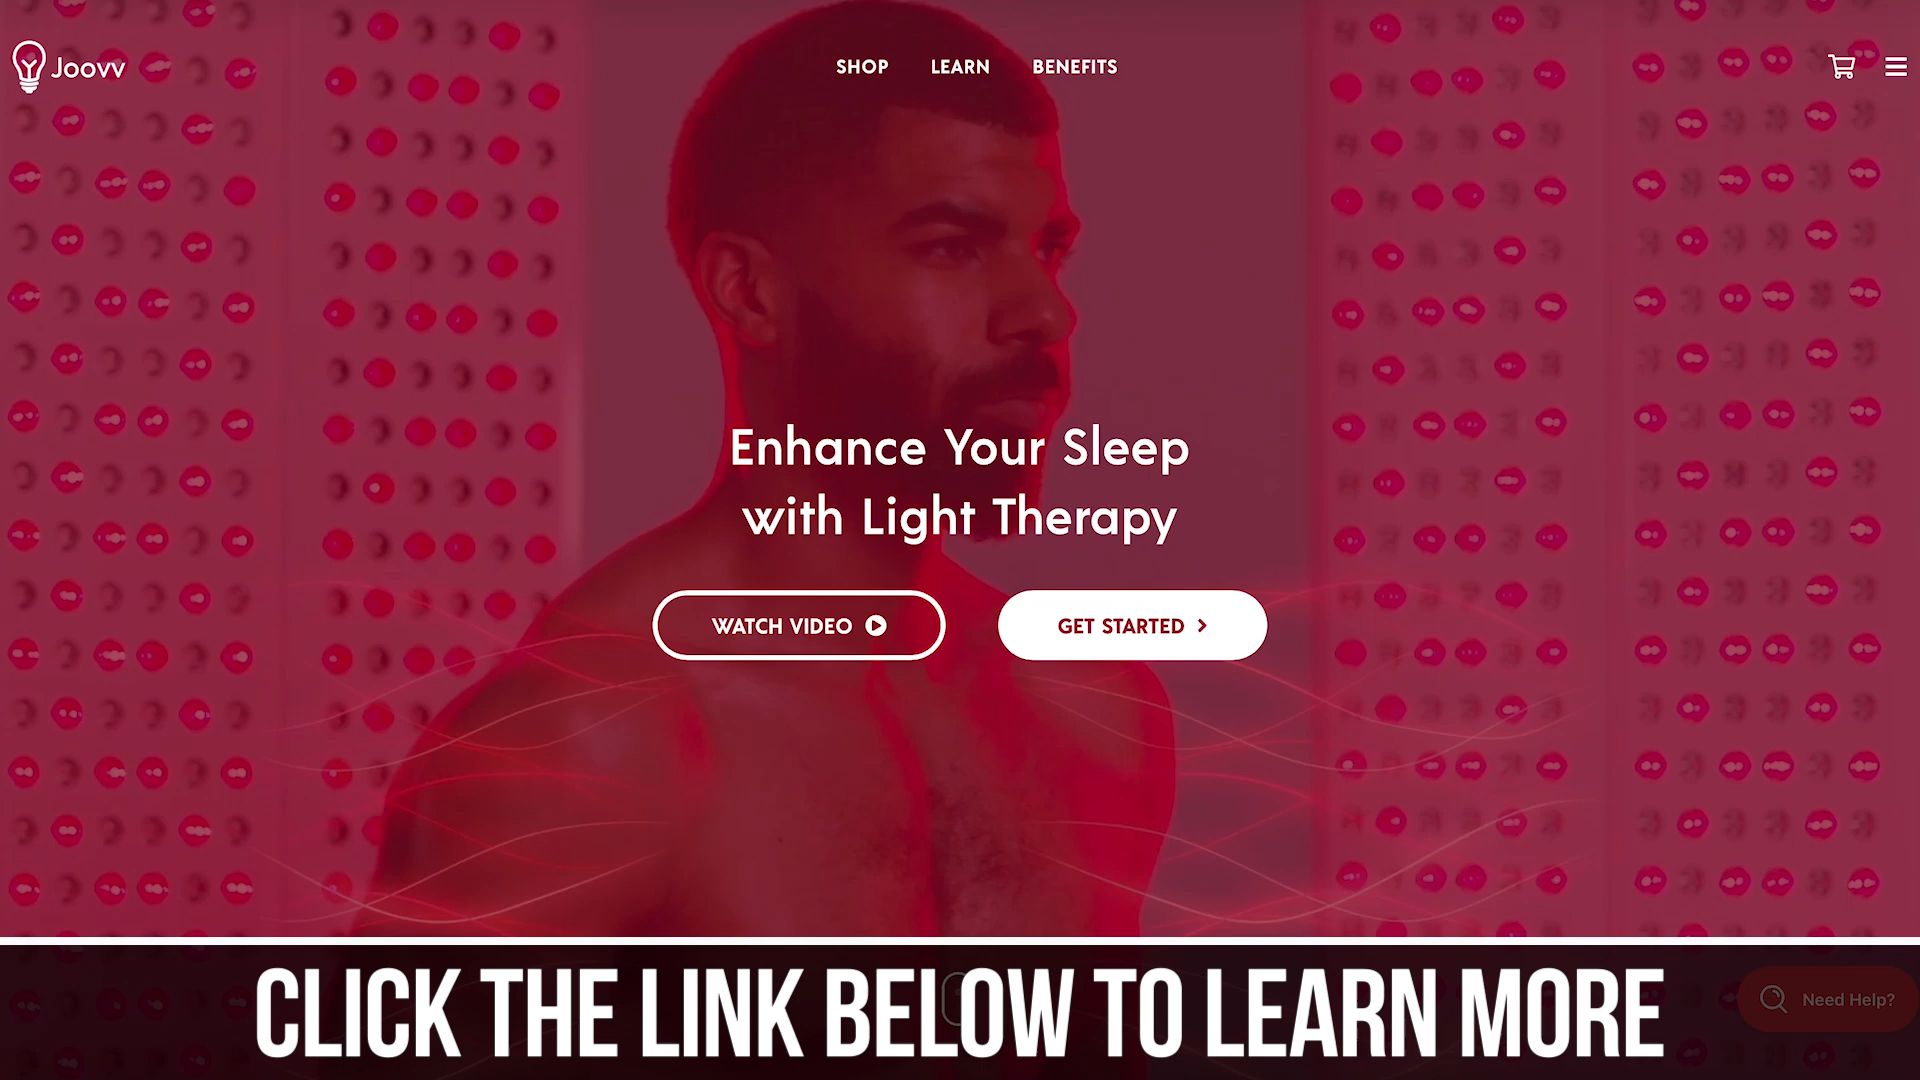 Joovv
SHOP
LEARN
BENEFITS
Enhance Your Sleep
with Light Therapy
WATCH VIDEO
GET STARTED
CLICK THE LINK BELOW TO LEARN MORE
Need Help?